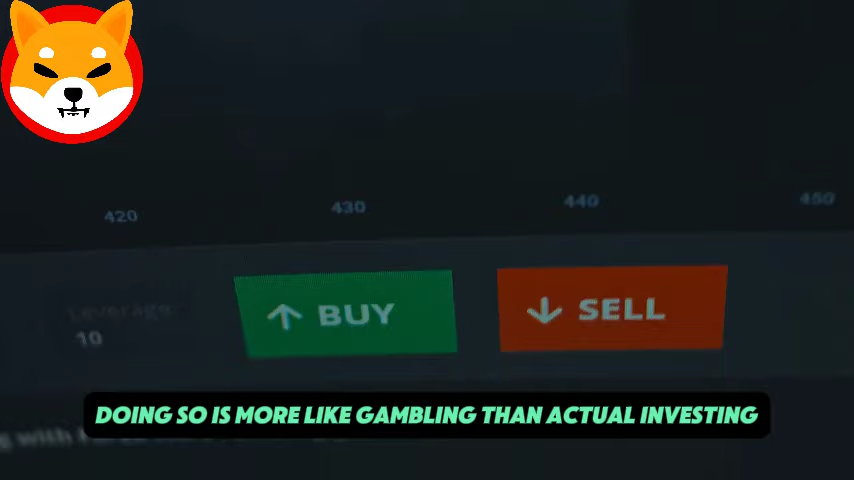 420
430
440
450
Leverage:
10
BUY
SELL
DOING SO IS MORE LIKE GAMBLING THAN ACTUAL INVESTING